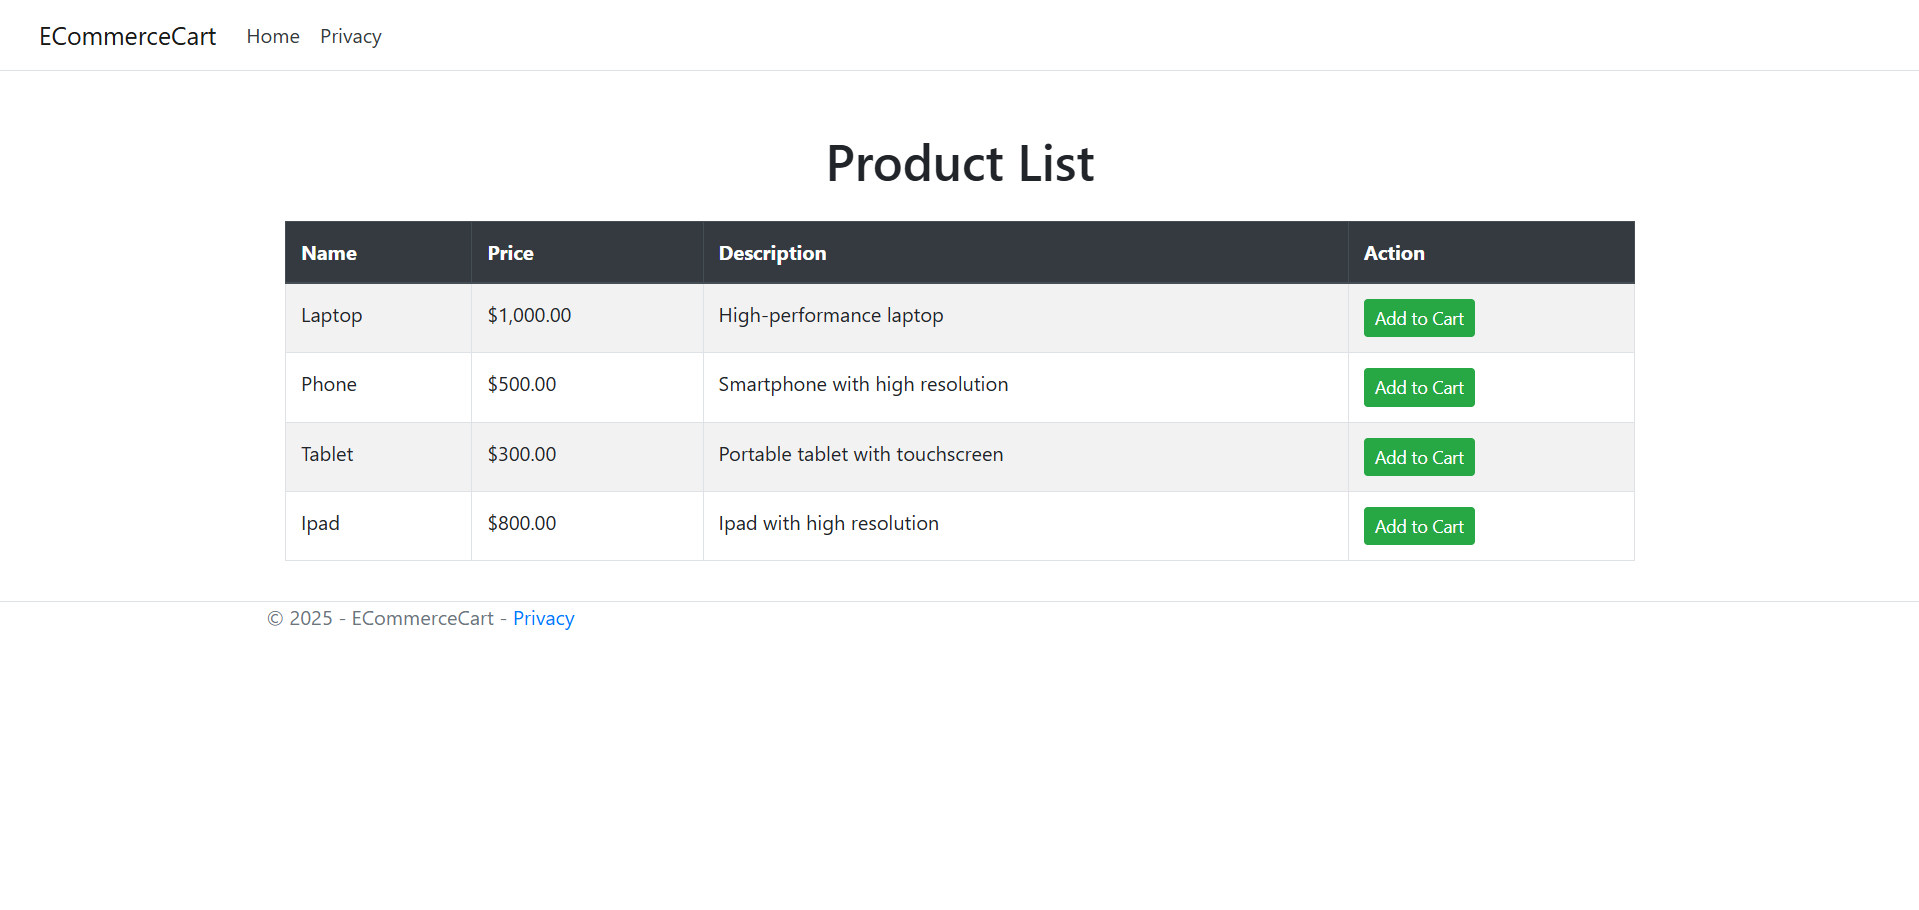 ECommerceCart Home Privacy
Product List
Name Price Description Action
Laptop $1,000.00 High-performance laptop Add to Cart
Phone $500.00 Smartphone with high resolution Add to Cart
Tablet $300.00 Portable tablet with touchscreen Add to Cart
Ipad $800.00 Ipad with high resolution Add to Cart
© 2025 - ECommerceCart - Privacy